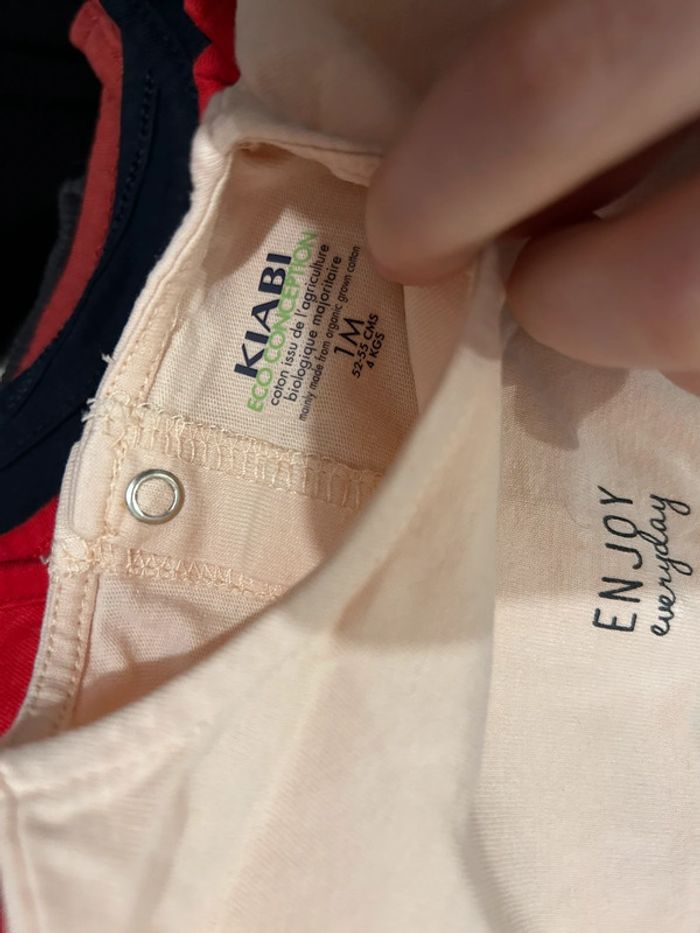 KIABI
ECO CONCEPTION
coton issu de l'agriculture
biologique majoritaire
mainly made from organic grown cotton
1M
52-55 CMS
4 KGS
ENJOY
everyday